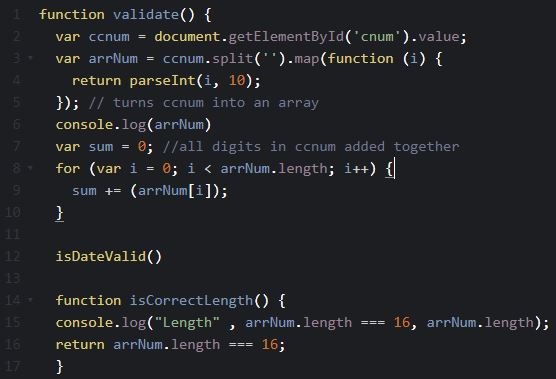 1 function validate() {
2 var ccnum = document.getElementById('cnum').value;
3 var arrNum = ccnum.split('').map(function (i) {
4 return parseInt(i, 10);
5 }); // turns ccnum into an array
6 console.log(arrNum)
7 var sum = 0; //all digits in ccnum added together
8 for (var i = 0; i < arrNum.length; i++) {
9 sum += (arrNum[i]);
10 }
11
12 isDateValid()
13
14 function isCorrectLength() {
15 console.log("Length" , arrNum.length === 16, arrNum.length);
16 return arrNum.length === 16;
17 }